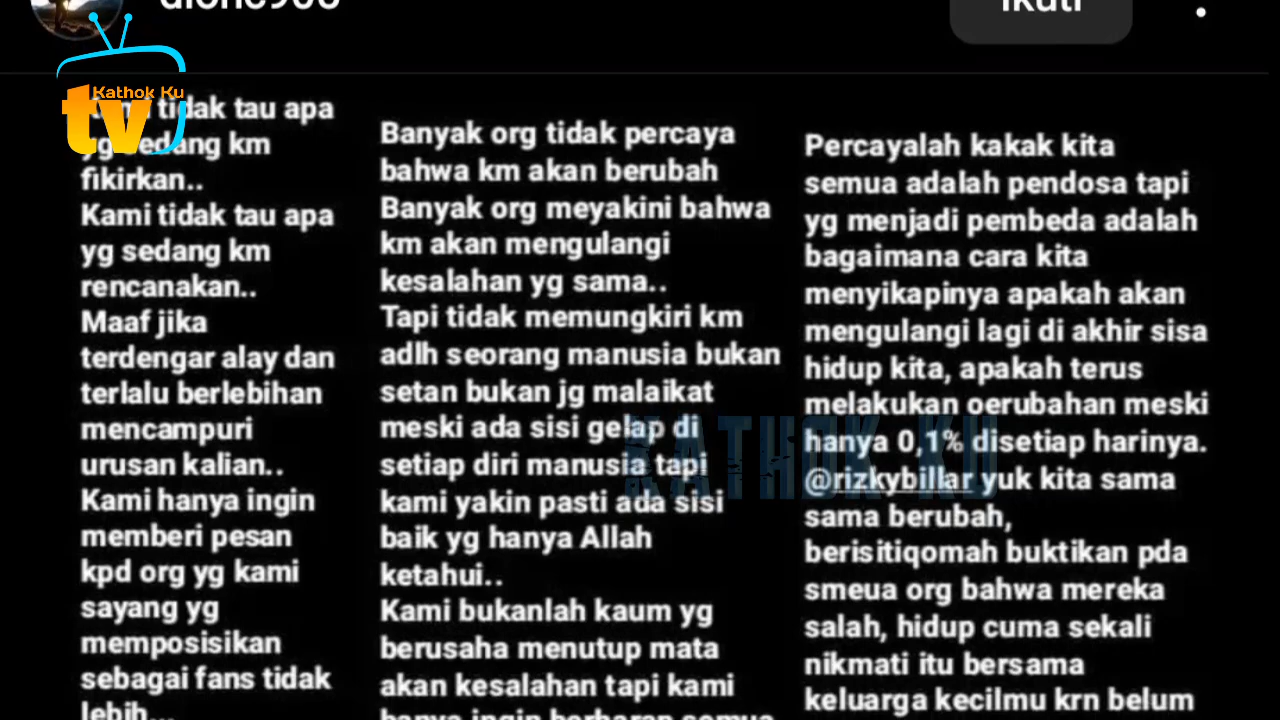 Ikuti
Kathok Ku
tv
tidak tau apa
yg sedang km
fikirkan..
Kami tidak tau apa
yg sedang km
rencanakan..
Maaf jika
terdengar alay dan
terlalu berlebihan
mencampuri
urusan kalian..
Kami hanya ingin
memberi pesan
kpd org yg kami
sayang yg
memposisikan
sebagai fans tidak
lebih...
Banyak org tidak percaya
bahwa km akan berubah
Banyak org meyakini bahwa
km akan mengulangi
kesalahan yg sama..
Tapi tidak memungkiri km
adlh seorang manusia bukan
setan bukan jg malaikat
meski ada sisi gelap di
setiap diri manusia tapi
kami yakin pasti ada sisi
baik yg hanya Allah
ketahui..
Kami bukanlah kaum yg
berusaha menutup mata
akan kesalahan tapi kami
hanya ingin berharap semua
Percayalah kakak kita
semua adalah pendosa tapi
yg menjadi pembeda adalah
bagaimana cara kita
menyikapinya apakah akan
mengulangi lagi di akhir sisa
hidup kita, apakah terus
melakukan oerubahan meski
hanya 0,1% disetiap harinya.
@rizkybillar yuk kita sama
sama berubah,
berisitiqomah buktikan pda
smeua org bahwa mereka
salah, hidup cuma sekali
nikmati itu bersama
keluarga kecilmu krn belum
KATHOK KU